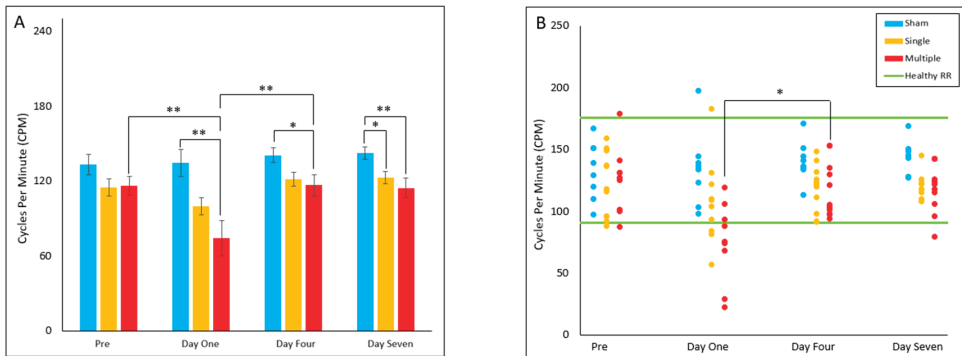 A
240
180
120
60
0
Cycles Per Minute (CPM)
**
**
**
*
**
*
Pre
Day One
Day Four
Day Seven
B
250
200
150
100
50
0
Cycles Per Minute (CPM)
Sham
Single
Multiple
Healthy RR
*
Pre
Day One
Day Four
Day Seven